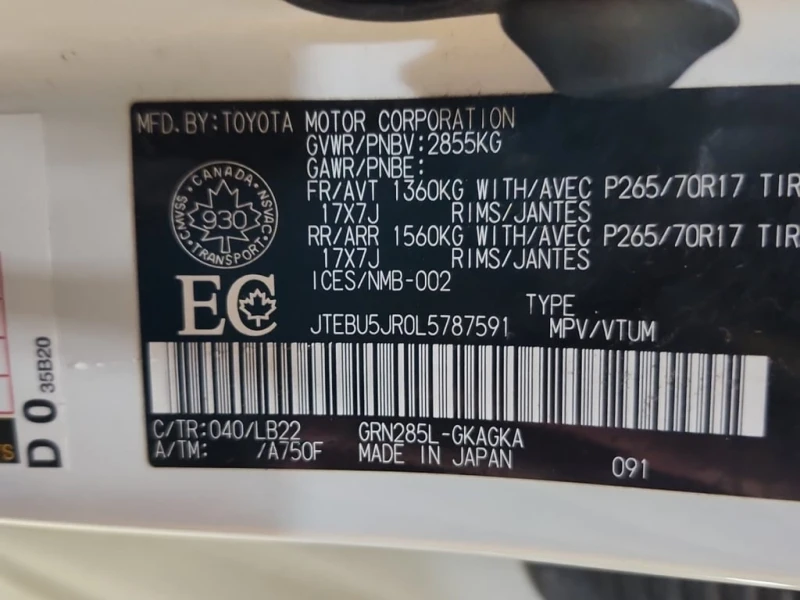 MFD.BY:TOYOTA MOTOR CORPORATION
GVWR/PNBV:2855KG
GAWR/PNBE:
FR/AVT 1360KG WITH/AVEC P265/70R17 TIR
17X7J RIMS/JANTES
RR/ARR 1560KG WITH/AVEC P265/70R17 TIR
17X7J RIMS/JANTES
ICES/NMB-002
CANADA
CMVSS 930 NSVAC
TRANSPORT
EC
TYPE
JTEBU5JR0L5787591 MPV/VTUM
C/TR:040/LB22 GRN285L-GKAGKA
A/TM: /A750F MADE IN JAPAN 091
D 0 35B20